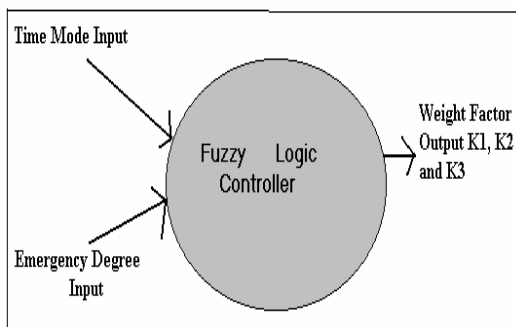 Time Mode Input
Fuzzy Logic
Controller
Weight Factor
Output K1, K2
and K3
Emergency Degree
Input